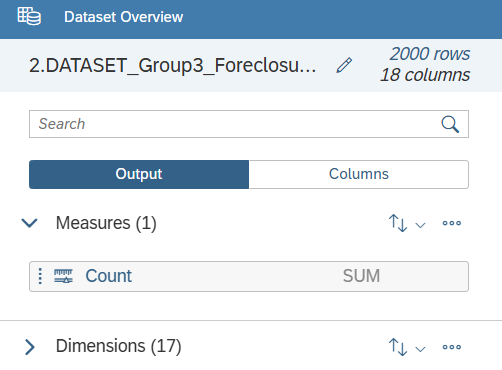 Dataset Overview
2.DATASET_Group3_Foreclosu...
2000 rows
18 columns
Search
Output
Columns
Measures (1)
Count
SUM
Dimensions (17)